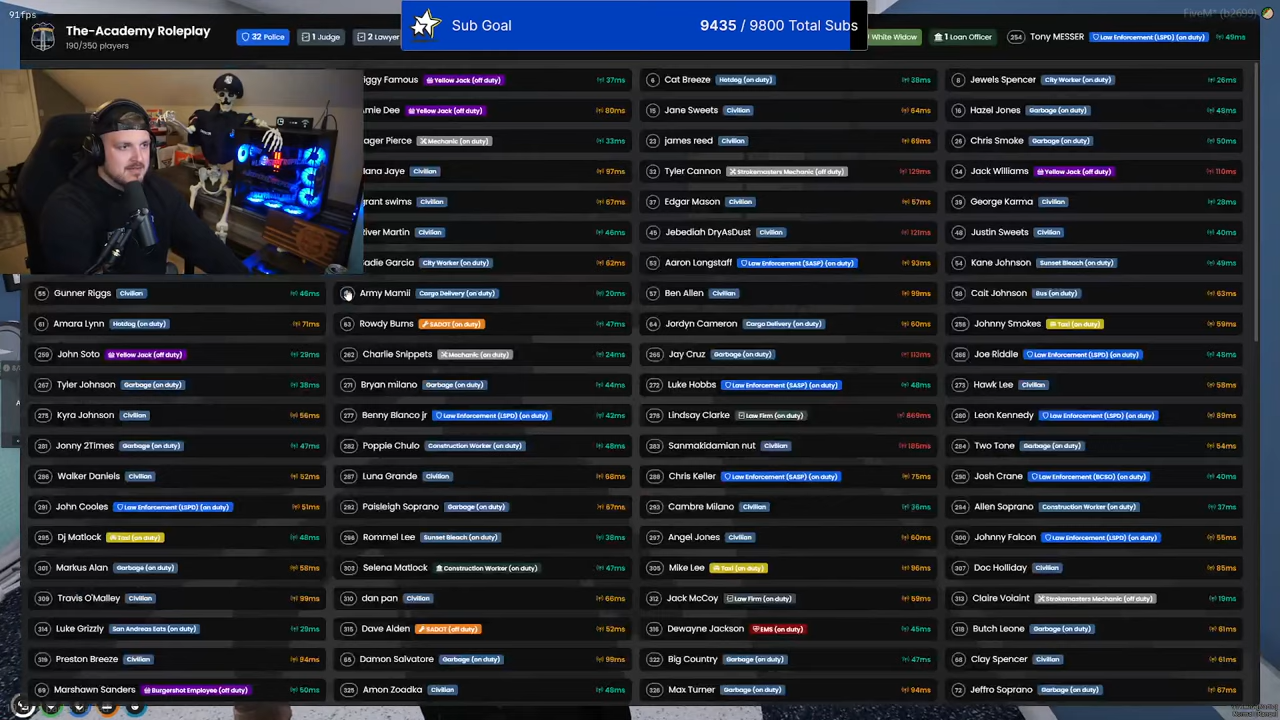 91fps
Sub Goal 9435 / 9800 Total Subs
FiveM* (b2699)
The-Academy Roleplay
190/350 players
32 Police 1 Judge 2 Lawyer White Widow 1 Loan Officer 254 Tony MESSER Law Enforcement (LSPD) (on duty) 49ms
iggy Famous Yellow Jack (off duty) 37ms 6 Cat Breeze Hotdog (on duty) 38ms 8 Jewels Spencer City Worker (on duty) 26ms
mie Dee Yellow Jack (off duty) 80ms 15 Jane Sweets Civilian 64ms 16 Hazel Jones Garbage (on duty) 48ms
ager Pierce Mechanic (on duty) 33ms 23 james reed Civilian 69ms 26 Chris Smoke Garbage (on duty) 50ms
lana Jaye Civilian 97ms 32 Tyler Cannon Strokemasters Mechanic (off duty) 129ms 34 Jack Williams Yellow Jack (off duty) 110ms
grant swims Civilian 67ms 37 Edgar Mason Civilian 57ms 39 George Karma Civilian 28ms
River Martin Civilian 46ms 45 Jebediah DryAsDust Civilian 121ms 48 Justin Sweets Civilian 40ms
adie Garcia City Worker (on duty) 62ms 53 Aaron Longstaff Law Enforcement (SASP) (on duty) 93ms 54 Kane Johnson Sunset Bleach (on duty) 49ms
55 Gunner Riggs Civilian 46ms Army Mamii Cargo Delivery (on duty) 20ms 57 Ben Allen Civilian 99ms 58 Cait Johnson Bus (on duty) 63ms
61 Amara Lynn Hotdog (on duty) 71ms 63 Rowdy Burns SADOT (on duty) 47ms 64 Jordyn Cameron Cargo Delivery (on duty) 60ms 258 Johnny Smokes Taxi (on duty) 59ms
259 John Soto Yellow Jack (off duty) 29ms 262 Charlie Snippets Mechanic (on duty) 24ms 265 Jay Cruz Garbage (on duty) 113ms 266 Joe Riddle Law Enforcement (LSPD) (on duty) 45ms
267 Tyler Johnson Garbage (on duty) 38ms 271 Bryan milano Garbage (on duty) 44ms 272 Luke Hobbs Law Enforcement (SASP) (on duty) 48ms 273 Hawk Lee Civilian 58ms
275 Kyra Johnson Civilian 56ms 277 Benny Blanco jr Law Enforcement (LSPD) (on duty) 42ms 278 Lindsay Clarke Law Firm (on duty) 869ms 280 Leon Kennedy Law Enforcement (LSPD) (on duty) 89ms
281 Jonny 2Times Garbage (on duty) 47ms 282 Popple Chulo Construction Worker (on duty) 48ms 283 Sanmakidamian nut Civilian 185ms 284 Two Tone Garbage (on duty) 54ms
286 Walker Daniels Civilian 52ms 287 Luna Grande Civilian 66ms 288 Chris Keller Law Enforcement (SASP) (on duty) 75ms 290 Josh Crane Law Enforcement (BCSO) (on duty) 40ms
291 John Cooles Law Enforcement (LSPD) (on duty) 51ms 292 Paisleigh Soprano Garbage (on duty) 67ms 293 Cambre Milano Civilian 36ms 294 Allen Soprano Construction Worker (on duty) 37ms
295 Dj Matlock Taxi (on duty) 48ms 296 Rommel Lee Sunset Bleach (on duty) 38ms 297 Angel Jones Civilian 60ms 300 Johnny Falcon Law Enforcement (LSPD) (on duty) 55ms
301 Markus Alan Garbage (on duty) 58ms 303 Selena Matlock Construction Worker (on duty) 47ms 305 Mike Lee Taxi (on duty) 96ms 307 Doc Holliday Civilian 85ms
309 Travis O'Malley Civilian 99ms 310 dan pan Civilian 66ms 312 Jack McCoy Law Firm (on duty) 59ms 313 Claire Voiaint Strokemasters Mechanic (off duty) 19ms
314 Luke Grizzly San Andreas Eats (on duty) 29ms 315 Dave Alden SADOT (off duty) 52ms 316 Dewayne Jackson EMS (on duty) 45ms 318 Butch Leone Garbage (on duty) 61ms
319 Preston Breeze Civilian 84ms 65 Damon Salvatore Garbage (on duty) 99ms 322 Big Country Garbage (on duty) 47ms 68 Clay Spencer Civilian 61ms
69 Marshawn Sanders Burgershot Employee (off duty) 50ms 325 Amon Zoadka Civilian 48ms 326 Max Turner Garbage (on duty) 94ms 72 Jeffro Soprano Garbage (on duty) 67ms